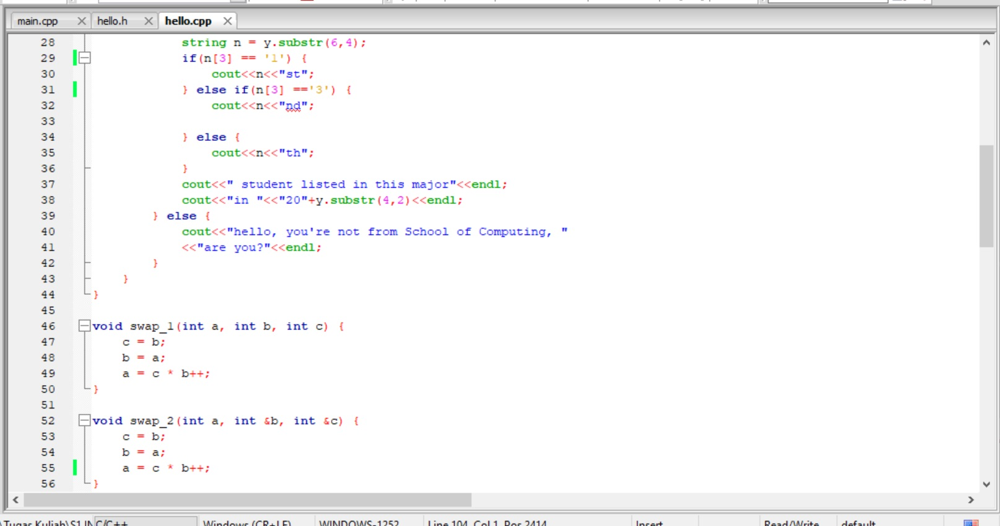 main.cpp hello.h hello.cpp
28 string n = y.substr(6,4);
29 if(n[3] == '1') {
30 cout<<n<<"st";
31 } else if(n[3] =='3') {
32 cout<<n<<"nd";
33
34 } else {
35 cout<<n<<"th";
36 }
37 cout<<" student listed in this major"<<endl;
38 cout<<"in "<<"20"+y.substr(4,2)<<endl;
39 } else {
40 cout<<"hello, you're not from School of Computing, "
41 <<"are you?"<<endl;
42 }
43 }
44 }
45
46 void swap_1(int a, int b, int c) {
47 c = b;
48 b = a;
49 a = c * b++;
50 }
51
52 void swap_2(int a, int &b, int &c) {
53 c = b;
54 b = a;
55 a = c * b++;
56 }
\Tugas Kuliah\S1 IN C/C++ Windows (CR+LF) WINDOWS-1252 Line 104, Col 1, Pos 2414 Insert Read/Write default